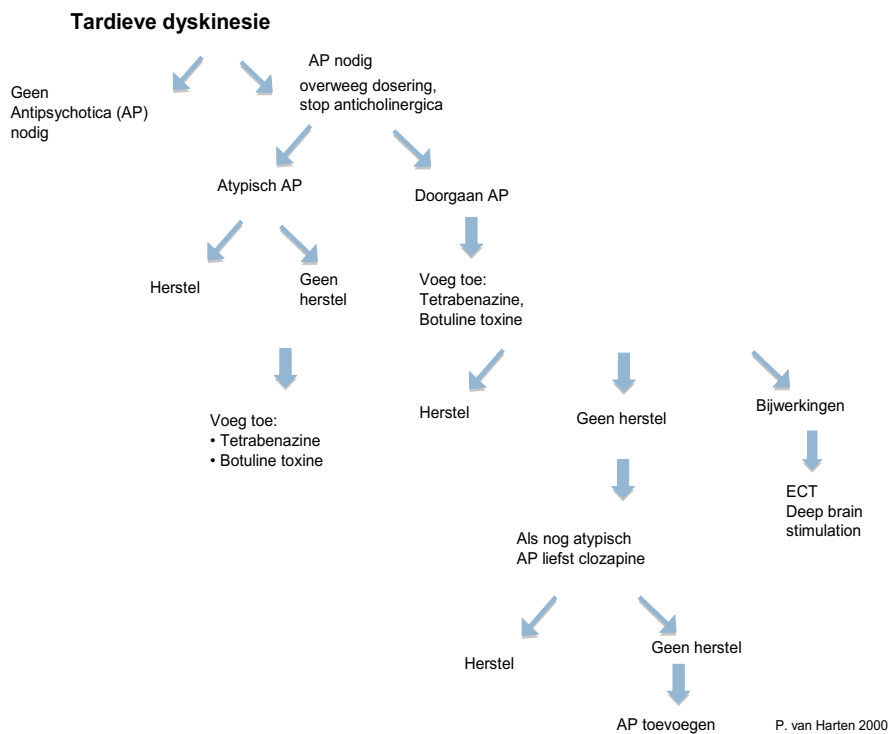 Tardieve dyskinesie
AP nodig
overweeg dosering,
stop anticholinergica
Geen
Antipsychotica (AP)
nodig
Atypisch AP
Doorgaan AP
Herstel
Geen
herstel
Voeg toe:
Tetrabenazine,
Botuline toxine
Voeg toe:
• Tetrabenazine
• Botuline toxine
Herstel
Geen herstel
Bijwerkingen
ECT
Deep brain
stimulation
Als nog atypisch
AP liefst clozapine
Herstel
Geen herstel
AP toevoegen
P. van Harten 2000